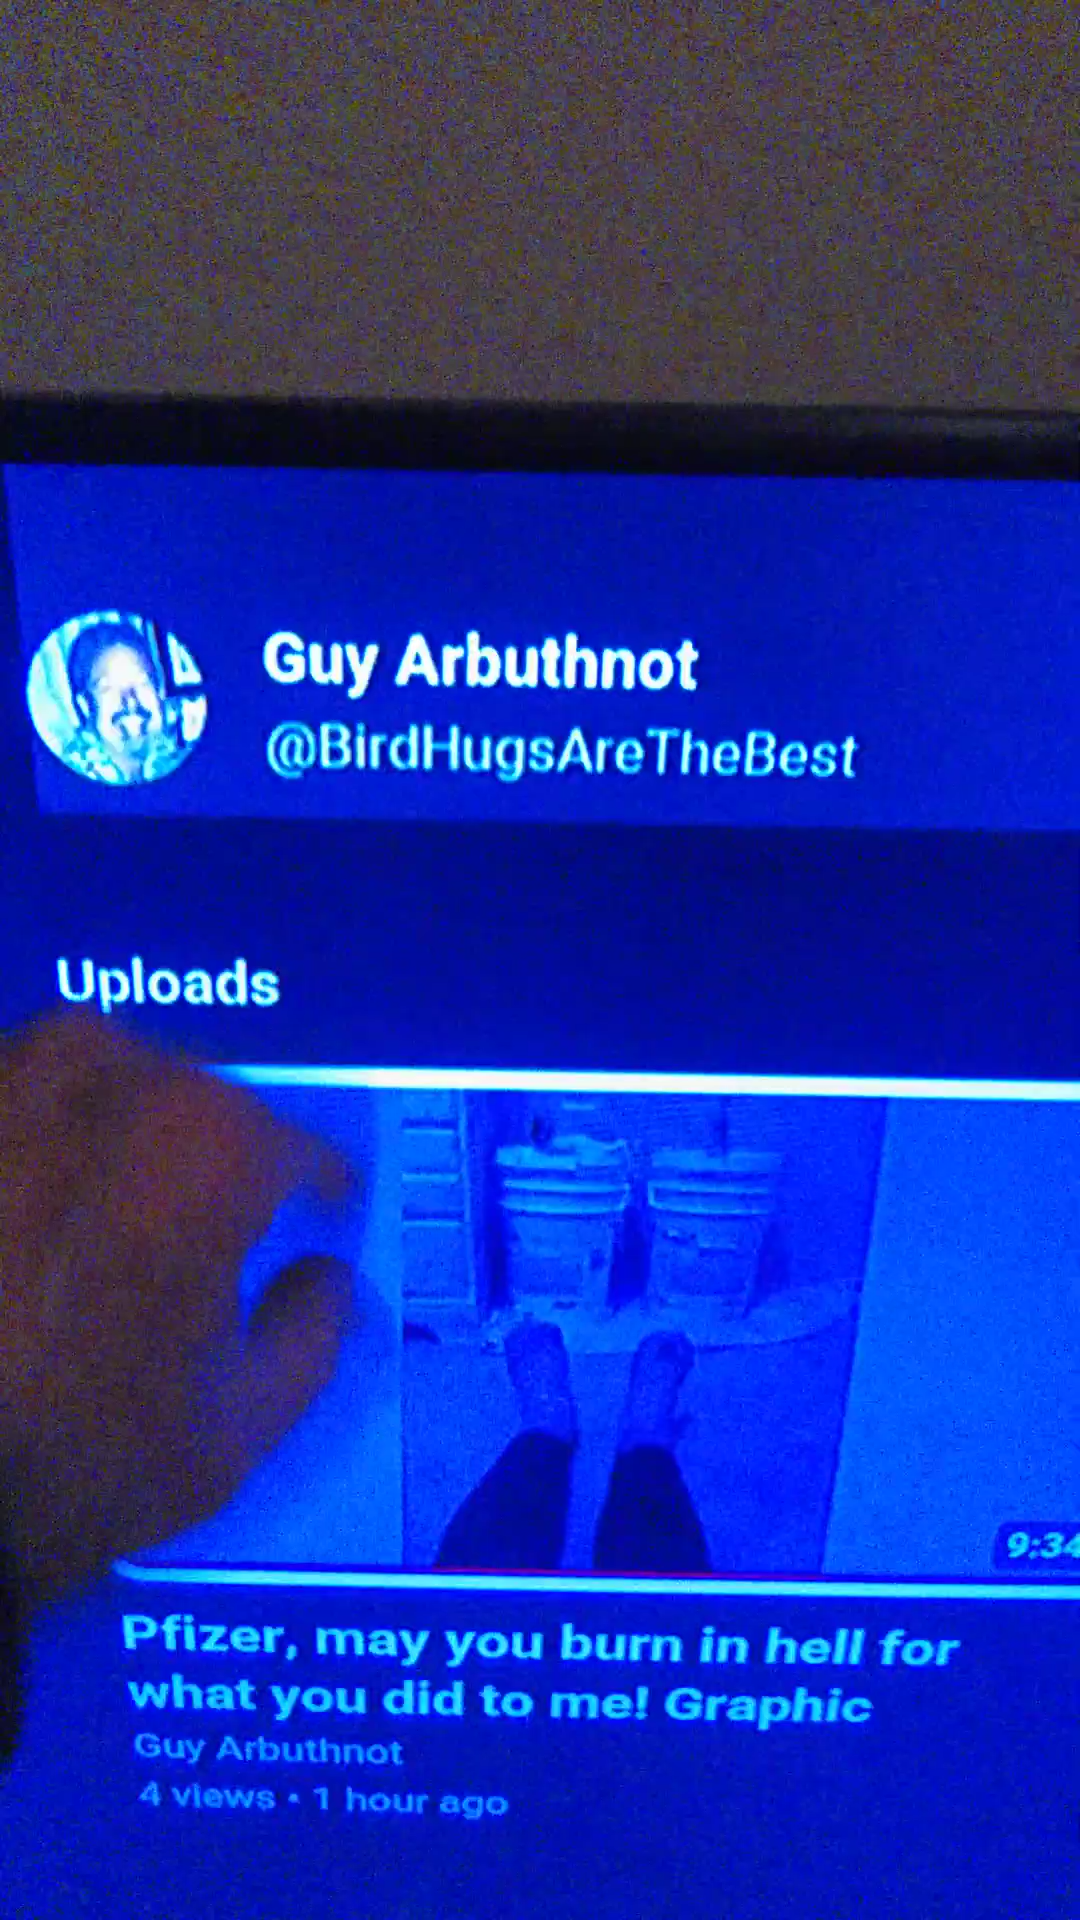 Guy Arbuthnot
@BirdHugsAreTheBest
Uploads
9:34
Pfizer, may you burn in hell for
what you did to me! Graphic
Guy Arbuthnot
4 views • 1 hour ago